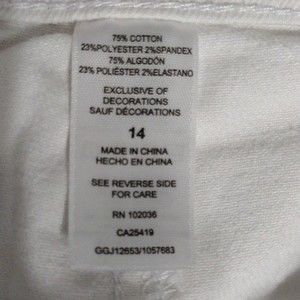 75% COTTON
23%POLYESTER 2%SPANDEX
75% ALGODÓN
23% POLIÉSTER 2%ELASTANO
EXCLUSIVE OF
DECORATIONS
SAUF DÉCORATIONS
14
MADE IN CHINA
HECHO EN CHINA
SEE REVERSE SIDE
FOR CARE
RN 102036
CA25419
GGJ12653/1057683